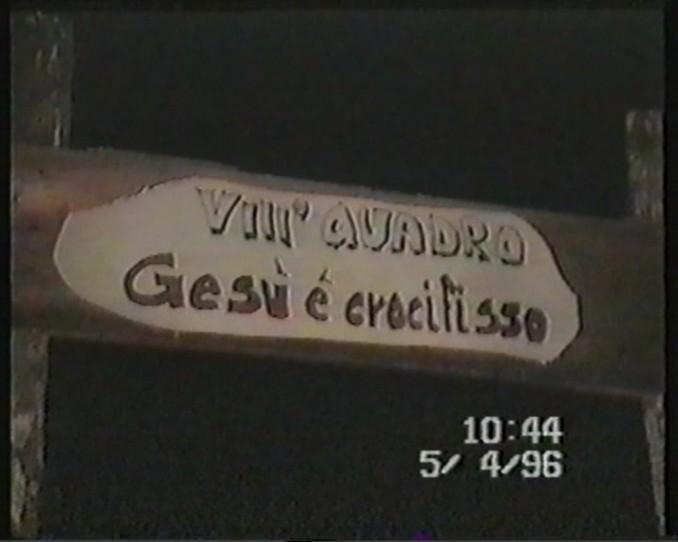 VIII° QUADRO
Gesù é crocifisso
10:44
5/ 4/96